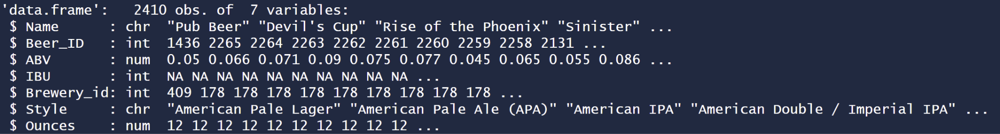 'data.frame':   2410 obs. of  7 variables:
 $ Name      : chr  "Pub Beer" "Devil's Cup" "Rise of the Phoenix" "Sinister" ...
 $ Beer_ID   : int  1436 2265 2264 2263 2262 2261 2260 2259 2258 2131 ...
 $ ABV       : num  0.05 0.066 0.071 0.09 0.075 0.077 0.045 0.065 0.055 0.086 ...
 $ IBU       : int  NA NA NA NA NA NA NA NA NA NA ...
 $ Brewery_id: int  409 178 178 178 178 178 178 178 178 178 ...
 $ Style     : chr  "American Pale Lager" "American Pale Ale (APA)" "American IPA" "American Double / Imperial IPA" ...
 $ Ounces    : num  12 12 12 12 12 12 12 12 12 12 ...